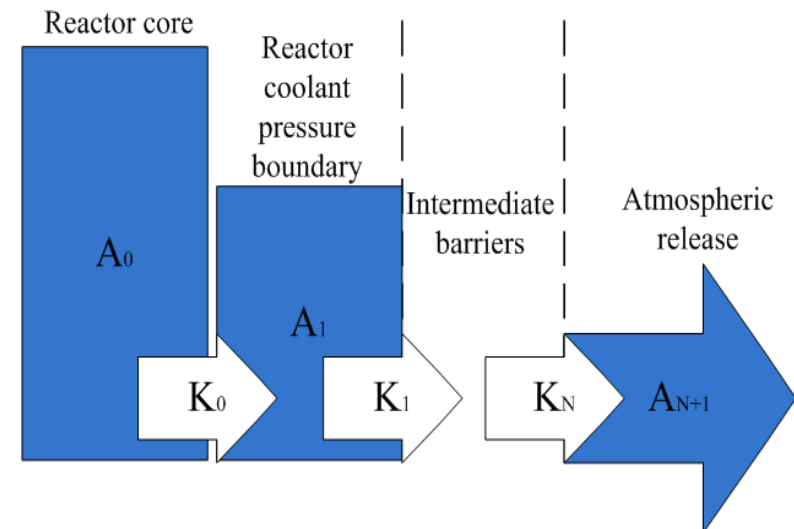 Reactor core
Reactor
coolant
pressure
boundary
Intermediate
barriers
Atmospheric
release
A0
A1
K0
K1
KN
AN+1